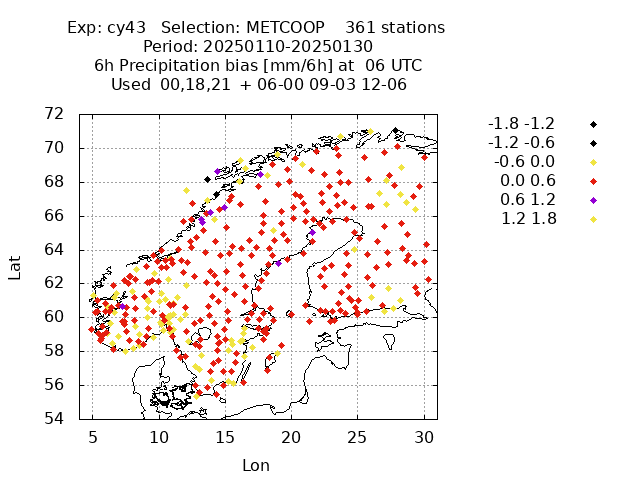 Exp: cy43   Selection: METCOOP    361 stations
Period: 20250110-20250130
6h Precipitation bias [mm/6h] at  06 UTC
Used  00,18,21  + 06-00 09-03 12-06
72
70
68
66
64
62
60
58
56
54
Lat
5 10 15 20 25 30
Lon
-1.8 -1.2
-1.2 -0.6
-0.6 0.0
0.0 0.6
0.6 1.2
1.2 1.8